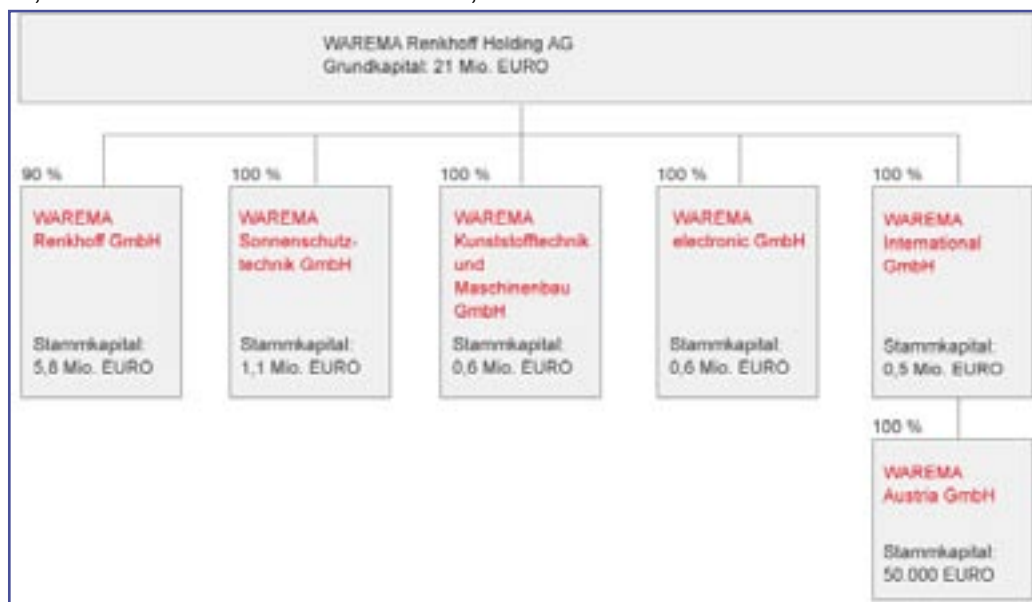 WAREMA Renkhoff Holding AG
Grundkapital: 21 Mio. EURO
90 %
WAREMA
Renkhoff GmbH
Stammkapital:
5,8 Mio. EURO
100 %
WAREMA
Sonnenschutz-
technik GmbH
Stammkapital:
1,1 Mio. EURO
100 %
WAREMA
Kunststofftechnik
und
Maschinenbau
GmbH
Stammkapital:
0,6 Mio. EURO
100 %
WAREMA
electronic GmbH
Stammkapital:
0,6 Mio. EURO
100 %
WAREMA
International
GmbH
Stammkapital:
0,5 Mio. EURO
100 %
WAREMA
Austria GmbH
Stammkapital:
50.000 EURO